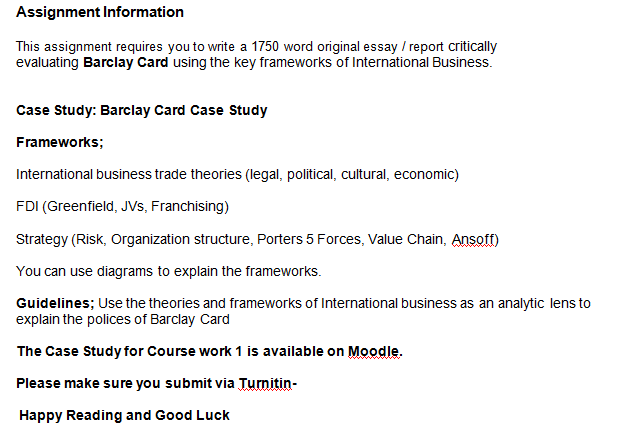 Assignment Information
This assignment requires you to write a 1750 word original essay / report critically
evaluating Barclay Card using the key frameworks of International Business.
Case Study: Barclay Card Case Study
Frameworks;
International business trade theories (legal, political, cultural, economic)
FDI (Greenfield, JVs, Franchising)
Strategy (Risk, Organization structure, Porters 5 Forces, Value Chain, Ansoff)
You can use diagrams to explain the frameworks.
Guidelines; Use the theories and frameworks of International business as an analytic lens to
explain the polices of Barclay Card
The Case Study for Course work 1 is available on Moodle.
Please make sure you submit via Turnitin-
Happy Reading and Good Luck